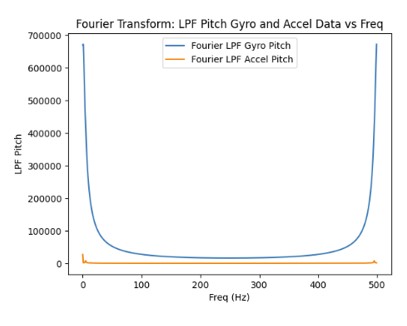 Fourier Transform: LPF Pitch Gyro and Accel Data vs Freq
Fourier LPF Gyro Pitch
Fourier LPF Accel Pitch
LPF Pitch
700000
600000
500000
400000
300000
200000
100000
0
0 100 200 300 400 500
Freq (Hz)